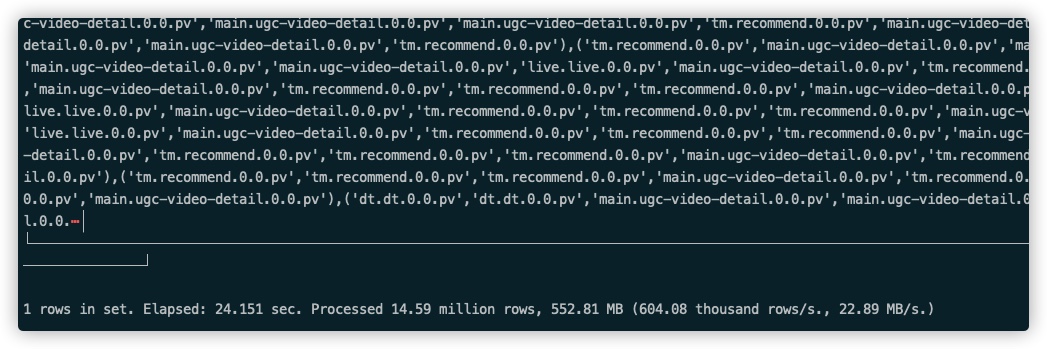 c-video-detail.0.0.pv','main.ugc-video-detail.0.0.pv','main.ugc-video-detail.0.0.pv','tm.recommend.0.0.pv','main.ugc-video-det
detail.0.0.pv','main.ugc-video-detail.0.0.pv','tm.recommend.0.0.pv'),('tm.recommend.0.0.pv','main.ugc-video-detail.0.0.pv','ma
'main.ugc-video-detail.0.0.pv','main.ugc-video-detail.0.0.pv','live.live.0.0.pv','main.ugc-video-detail.0.0.pv','tm.recommend.
,'main.ugc-video-detail.0.0.pv','tm.recommend.0.0.pv','tm.recommend.0.0.pv','tm.recommend.0.0.pv','main.ugc-video-detail.0.0.p
live.live.0.0.pv','main.ugc-video-detail.0.0.pv','tm.recommend.0.0.pv','tm.recommend.0.0.pv','tm.recommend.0.0.pv','main.ugc-v
'live.live.0.0.pv','main.ugc-video-detail.0.0.pv','tm.recommend.0.0.pv','tm.recommend.0.0.pv','tm.recommend.0.0.pv','main.ugc-
-detail.0.0.pv','tm.recommend.0.0.pv','tm.recommend.0.0.pv','tm.recommend.0.0.pv','main.ugc-video-detail.0.0.pv','tm.recommend
il.0.0.pv'),('tm.recommend.0.0.pv','tm.recommend.0.0.pv','tm.recommend.0.0.pv','main.ugc-video-detail.0.0.pv','tm.recommend.0.
0.0.pv','main.ugc-video-detail.0.0.pv'),('dt.dt.0.0.pv','dt.dt.0.0.pv','main.ugc-video-detail.0.0.pv','main.ugc-video-detail.0
l.0.0.⋯
1 rows in set. Elapsed: 24.151 sec. Processed 14.59 million rows, 552.81 MB (604.08 thousand rows/s., 22.89 MB/s.)